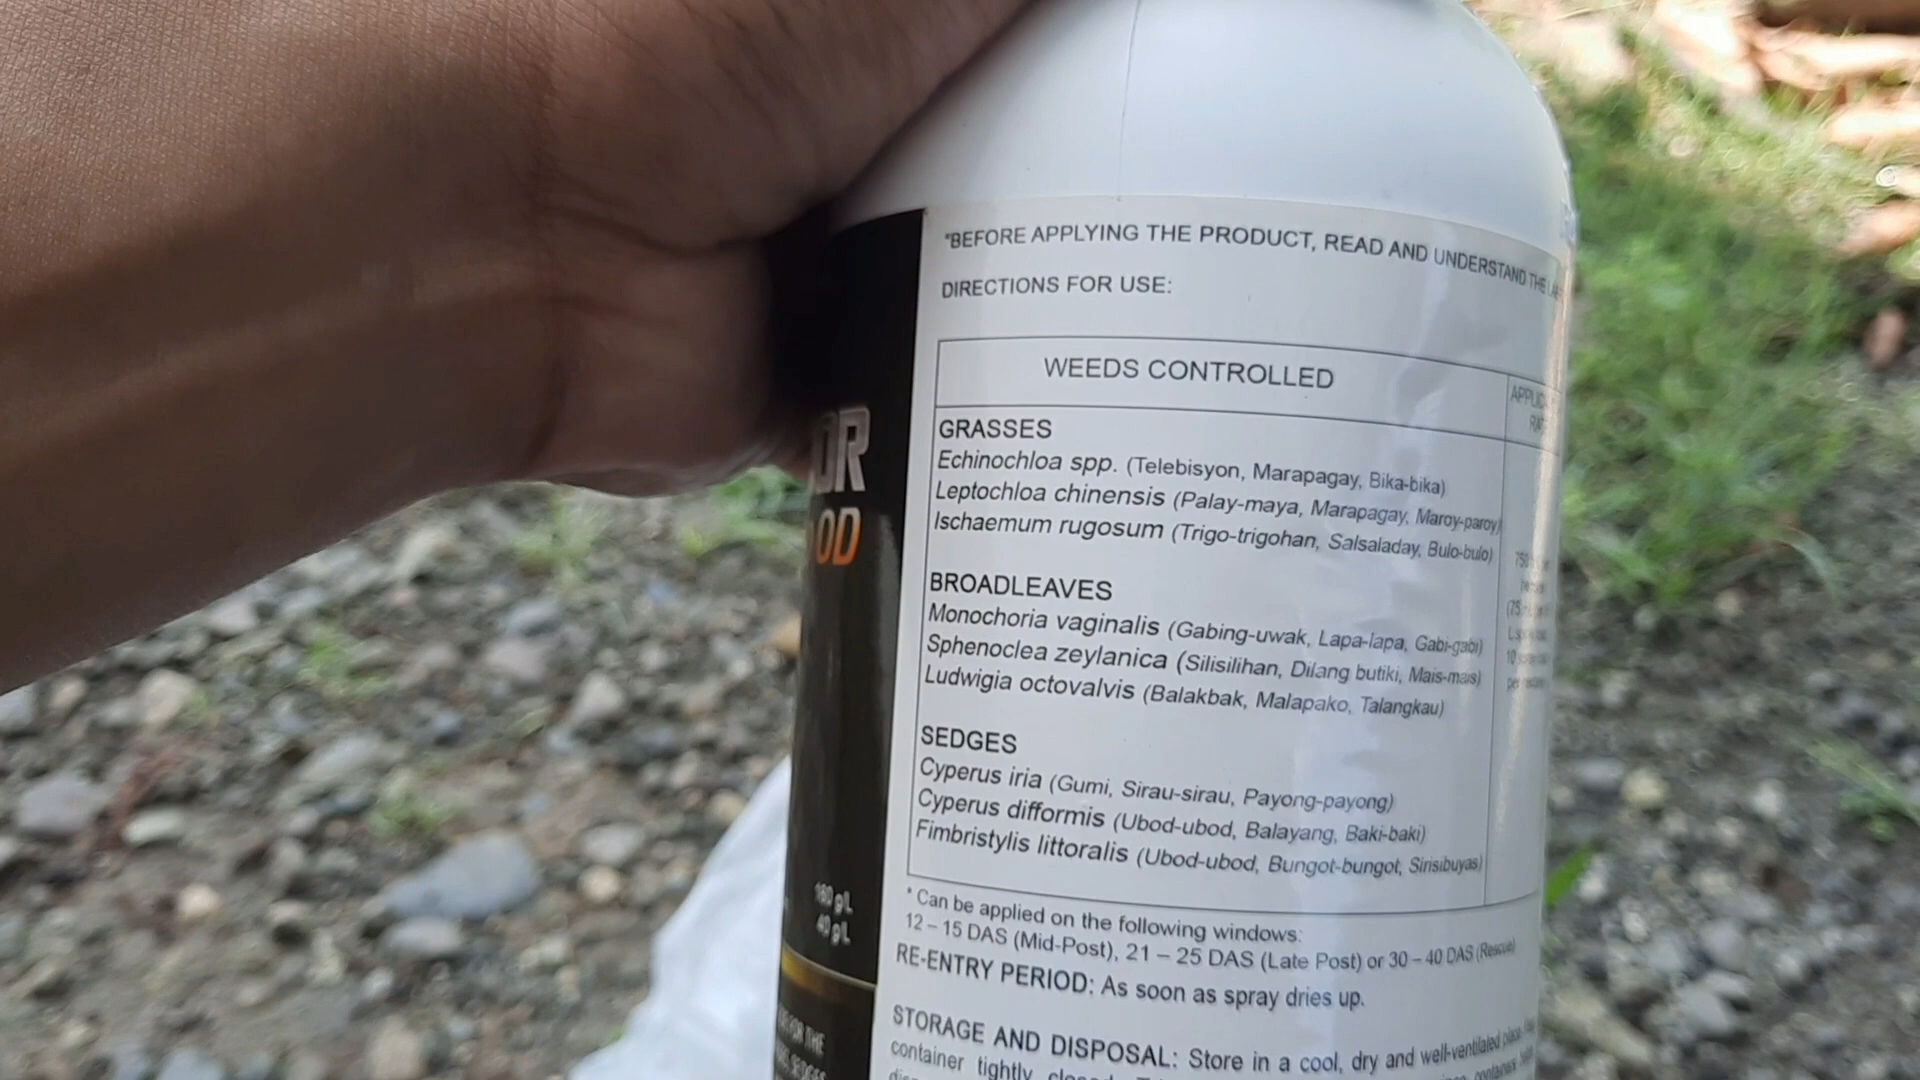 "BEFORE APPLYING THE PRODUCT, READ AND UNDERSTAND THE
DIRECTIONS FOR USE:
WEEDS CONTROLLED
GRASSES
Echinochloa spp. (Telebisyon, Marapagay, Bika-bika)
Leptochloa chinensis (Palay-maya, Marapagay, Maroy-paroy)
Ischaemum rugosum (Trigo-trigohan, Salsaladay, Bulo-bulo)
BROADLEAVES
Monochoria vaginalis (Gabing-uwak, Lapa-lapa, Gabi-gabi)
Sphenoclea zeylanica (Silisilihan, Dilang butiki, Mais-mais)
Ludwigia octovalvis (Balakbak, Malapako, Talangkau)
SEDGES
Cyperus iria (Gumi, Sirau-sirau, Payong-payong)
Cyperus difformis (Ubod-ubod, Balayang, Baki-baki)
Fimbristylis littoralis (Ubod-ubod, Bungot-bungot, Sirisibuyas)
* Can be applied on the following windows:
12 – 15 DAS (Mid-Post), 21 – 25 DAS (Late Post) or 30 – 40 DAS (Rescue)
RE-ENTRY PERIOD: As soon as spray dries up.
STORAGE AND DISPOSAL: Store in a cool, dry and well-ventilated place.
container tightly
OR
OD
160 g/L
40 g/L